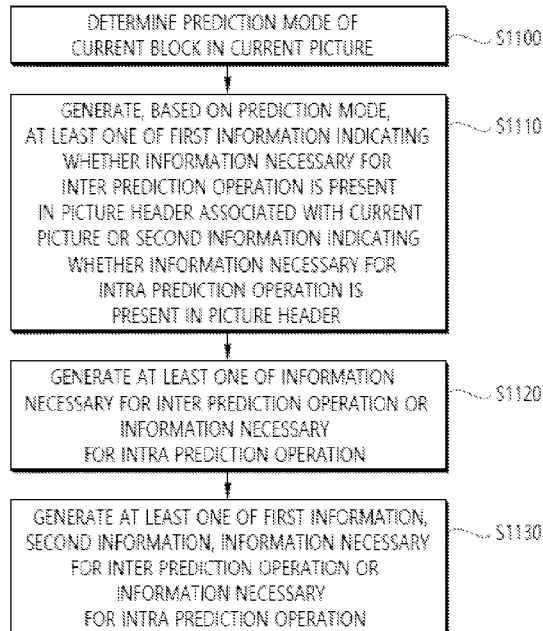 DETERMINE PREDICTION MODE OF
CURRENT BLOCK IN CURRENT PICTURE
S1100
GENERATE, BASED ON PREDICTION MODE,
AT LEAST ONE OF FIRST INFORMATION INDICATING
WHETHER INFORMATION NECESSARY FOR
INTER PREDICTION OPERATION IS PRESENT
IN PICTURE HEADER ASSOCIATED WITH CURRENT
PICTURE OR SECOND INFORMATION INDICATING
WHETHER INFORMATION NECESSARY FOR
INTRA PREDICTION OPERATION IS
PRESENT IN PICTURE HEADER
S1110
GENERATE AT LEAST ONE OF INFORMATION
NECESSARY FOR INTER PREDICTION OPERATION OR
INFORMATION NECESSARY
FOR INTRA PREDICTION OPERATION
S1120
GENERATE AT LEAST ONE OF FIRST INFORMATION,
SECOND INFORMATION, INFORMATION NECESSARY
FOR INTER PREDICTION OPERATION OR
INFORMATION NECESSARY
FOR INTRA PREDICTION OPERATION
S1130